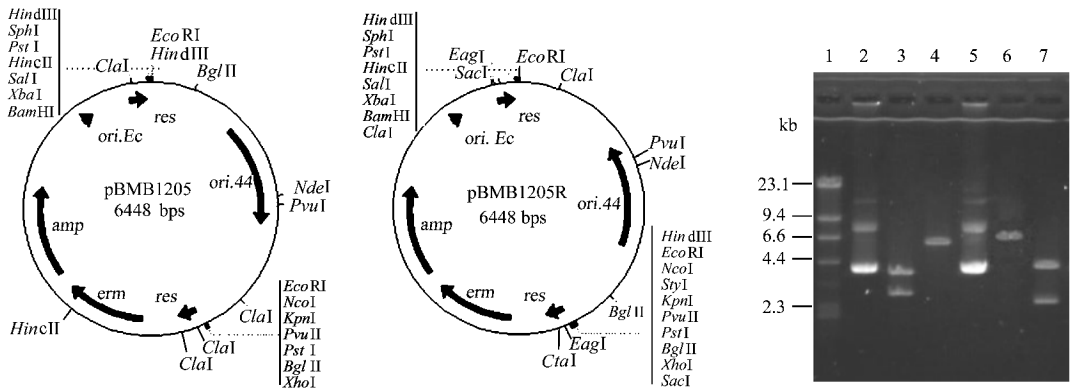 HindIII
SphI
PstI
HincII
SalI
XbaI
BamHI
ClaI
EcoRI
HindIII
BglII
res
ori.Ec
ori.44
NdeI
PvuI
pBMB1205
6448 bps
amp
erm
res
HincII
ClaI
ClaI
ClaI
EcoRI
NcoI
KpnI
PvuII
PstI
BglII
XhoI
HindIII
SphI
PstI
HincII
SalI
XbaI
BamHI
ClaI
EagI
SacI
EcoRI
ClaI
res
ori. Ec
PvuI
NdeI
ori.44
pBMB1205R
6448 bps
amp
erm
res
BglII
EagI
CtaI
HindIII
EcoRI
NcoI
StyI
KpnI
PvuII
PstI
BglII
XhoI
SacI
1 2 3 4 5 6 7
kb
23.1
9.4
6.6
4.4
2.3